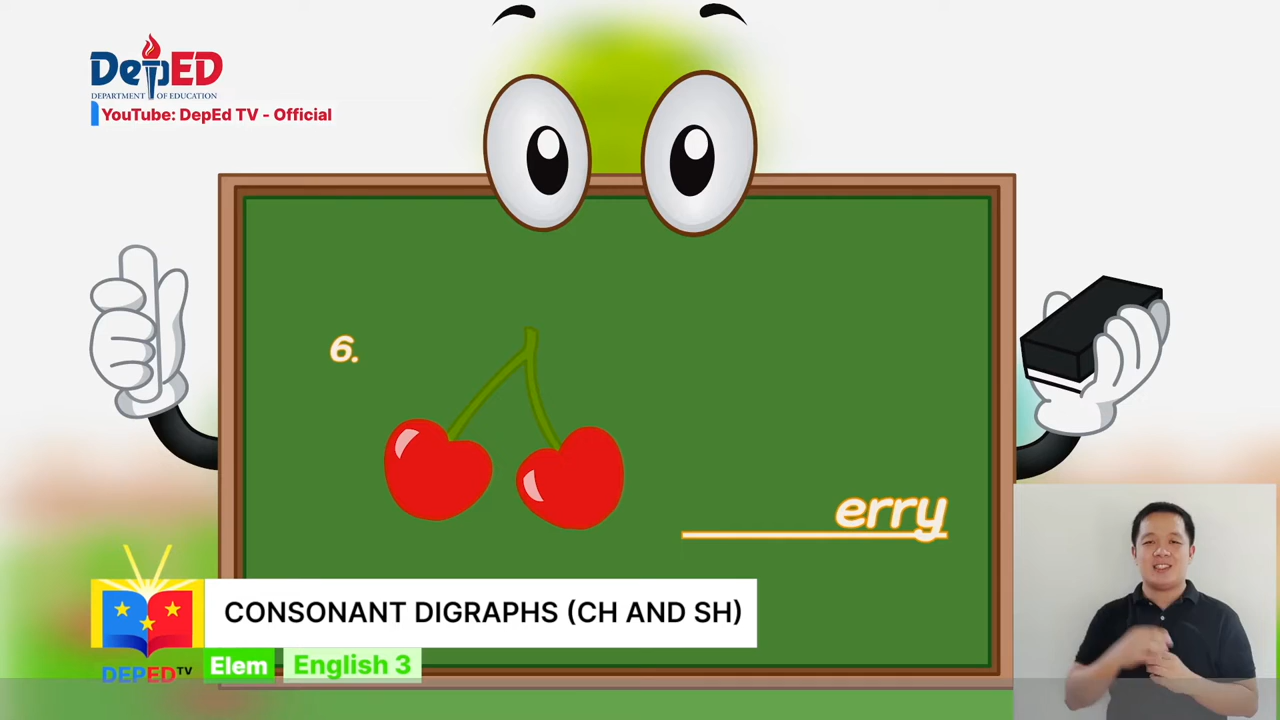 DepED
DEPARTMENT OF EDUCATION
YouTube: DepEd TV - Official
6.
erry
CONSONANT DIGRAPHS (CH AND SH)
DEPED TV
Elem
English 3